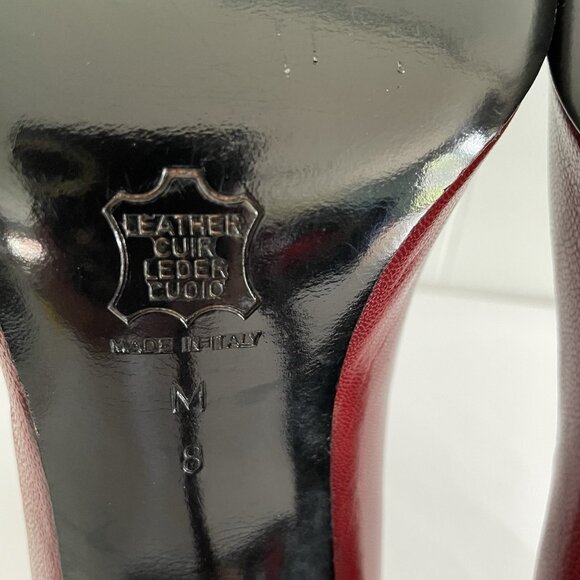 LEATHER
CUIR
LEDER
CUOIO
MADE IN ITALY
M
8